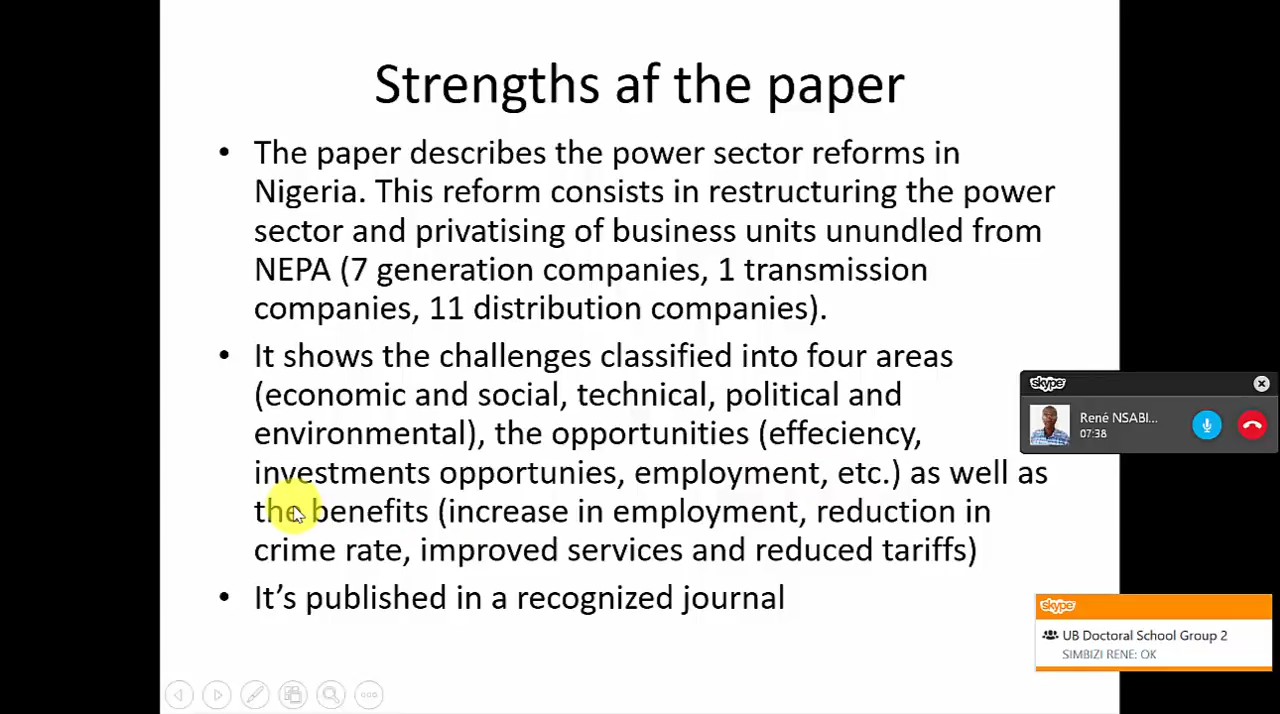 Strengths af the paper
• The paper describes the power sector reforms in
Nigeria. This reform consists in restructuring the power
sector and privatising of business units unundled from
NEPA (7 generation companies, 1 transmission
companies, 11 distribution companies).
• It shows the challenges classified into four areas
(economic and social, technical, political and
environmental), the opportunities (effeciency,
investments opportunies, employment, etc.) as well as
the benefits (increase in employment, reduction in
crime rate, improved services and reduced tariffs)
• It’s published in a recognized journal
skype
René NSABI...
07:38
skype
UB Doctoral School Group 2
SIMBIZI RENE: OK